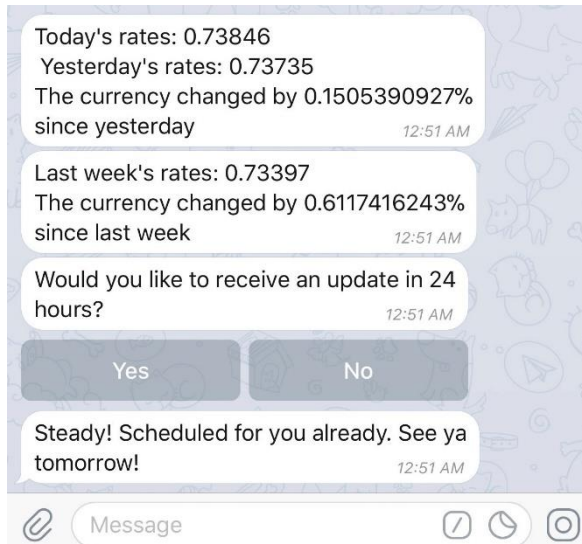 Today's rates: 0.73846
Yesterday's rates: 0.73735
The currency changed by 0.1505390927%
since yesterday
12:51 AM
Last week's rates: 0.73397
The currency changed by 0.6117416243%
since last week
12:51 AM
Would you like to receive an update in 24
hours?
12:51 AM
Yes
No
Steady! Scheduled for you already. See ya
tomorrow!
12:51 AM
Message